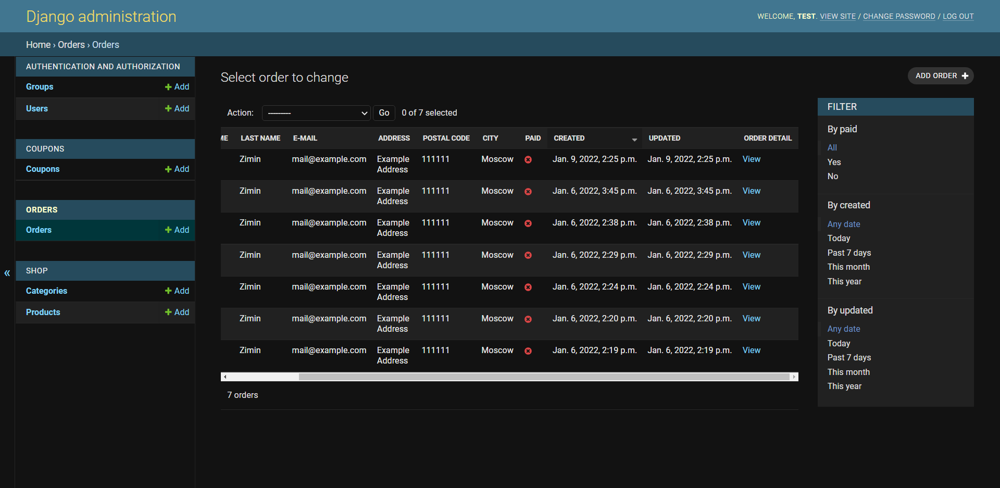 Django administration
WELCOME, TEST. VIEW SITE / CHANGE PASSWORD / LOG OUT
Home › Orders › Orders
AUTHENTICATION AND AUTHORIZATION
Groups Add
Users Add
COUPONS
Coupons Add
ORDERS
Orders Add
SHOP
Categories Add
Products Add
«
Select order to change
ADD ORDER
Action: --------- Go 0 of 7 selected
ME LAST NAME E-MAIL ADDRESS POSTAL CODE CITY PAID CREATED UPDATED ORDER DETAIL
Zimin mail@example.com Example 111111 Moscow Jan. 9, 2022, 2:25 p.m. Jan. 9, 2022, 2:25 p.m. View
Address
Zimin mail@example.com Example 111111 Moscow Jan. 6, 2022, 3:45 p.m. Jan. 6, 2022, 3:45 p.m. View
Address
Zimin mail@example.com Example 111111 Moscow Jan. 6, 2022, 2:38 p.m. Jan. 6, 2022, 2:38 p.m. View
Address
Zimin mail@example.com Example 111111 Moscow Jan. 6, 2022, 2:29 p.m. Jan. 6, 2022, 2:29 p.m. View
Address
Zimin mail@example.com Example 111111 Moscow Jan. 6, 2022, 2:24 p.m. Jan. 6, 2022, 2:24 p.m. View
Address
Zimin mail@example.com Example 111111 Moscow Jan. 6, 2022, 2:20 p.m. Jan. 6, 2022, 2:20 p.m. View
Address
Zimin mail@example.com Example 111111 Moscow Jan. 6, 2022, 2:19 p.m. Jan. 6, 2022, 2:19 p.m. View
Address
7 orders
FILTER
By paid
All
Yes
No
By created
Any date
Today
Past 7 days
This month
This year
By updated
Any date
Today
Past 7 days
This month
This year